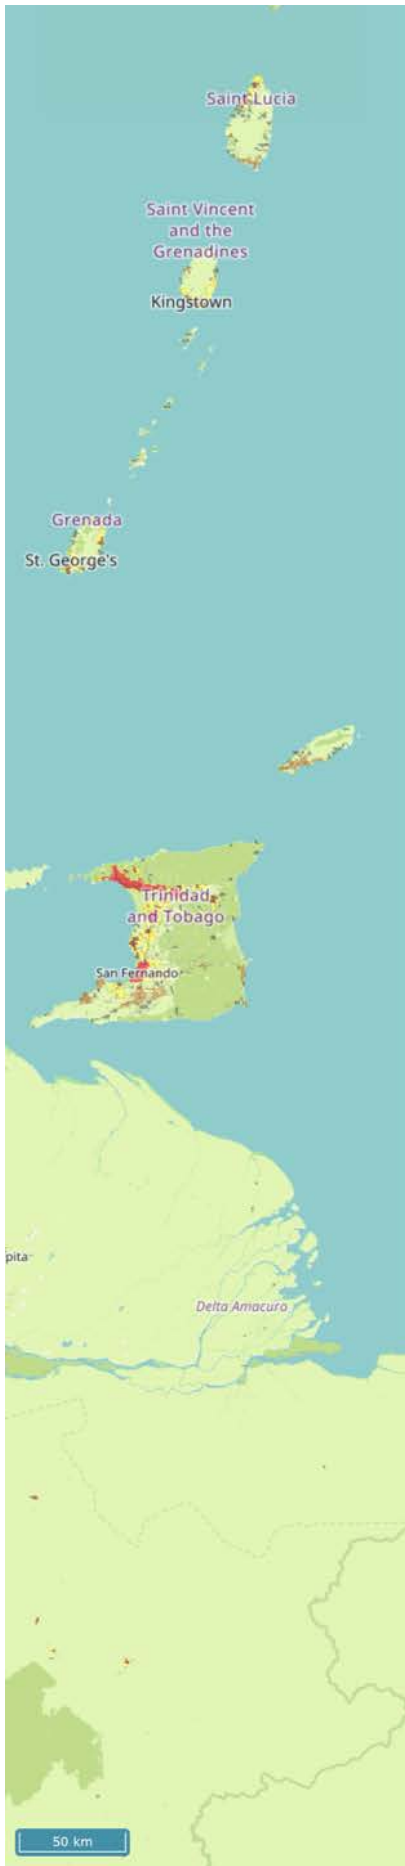 Saint Lucia
Saint Vincent
and the
Grenadines
Kingstown
Grenada
St. George's
Trinidad
and Tobago
San Fernando
pita
Delta Amacuro
50 km